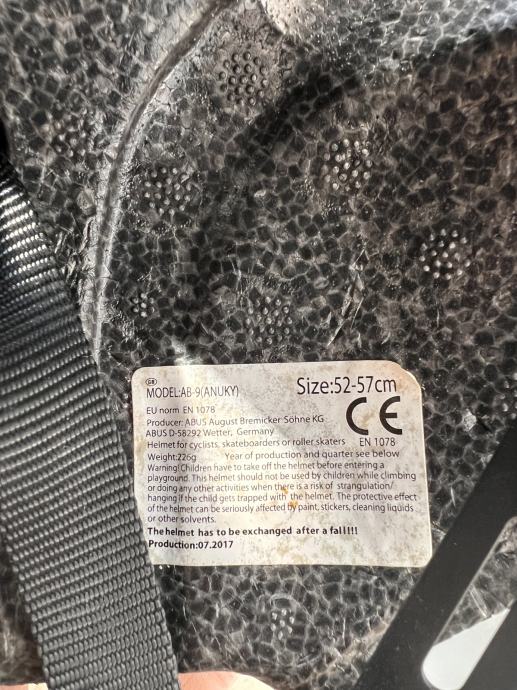 GB
MODEL:AB-9(ANUKY) Size:52-57cm
EU norm EN 1078
Producer: ABUS August Bremicker Söhne KG
ABUS D-58292 Wetter, Germany CE
Helmet for cyclists, skateboarders or roller skaters EN 1078
Weight:226g Year of production and quarter see below
Warning! Children have to take off the helmet before entering a
playground. This helmet should not be used by children while climbing
or doing any other activities when there is a risk of strangulation/
hanging if the child gets trapped with the helmet. The protective effect
of the helmet can be seriously affected by paint, stickers, cleaning liquids
or other solvents.
The helmet has to be exchanged after a fall!!!
Production:07.2017